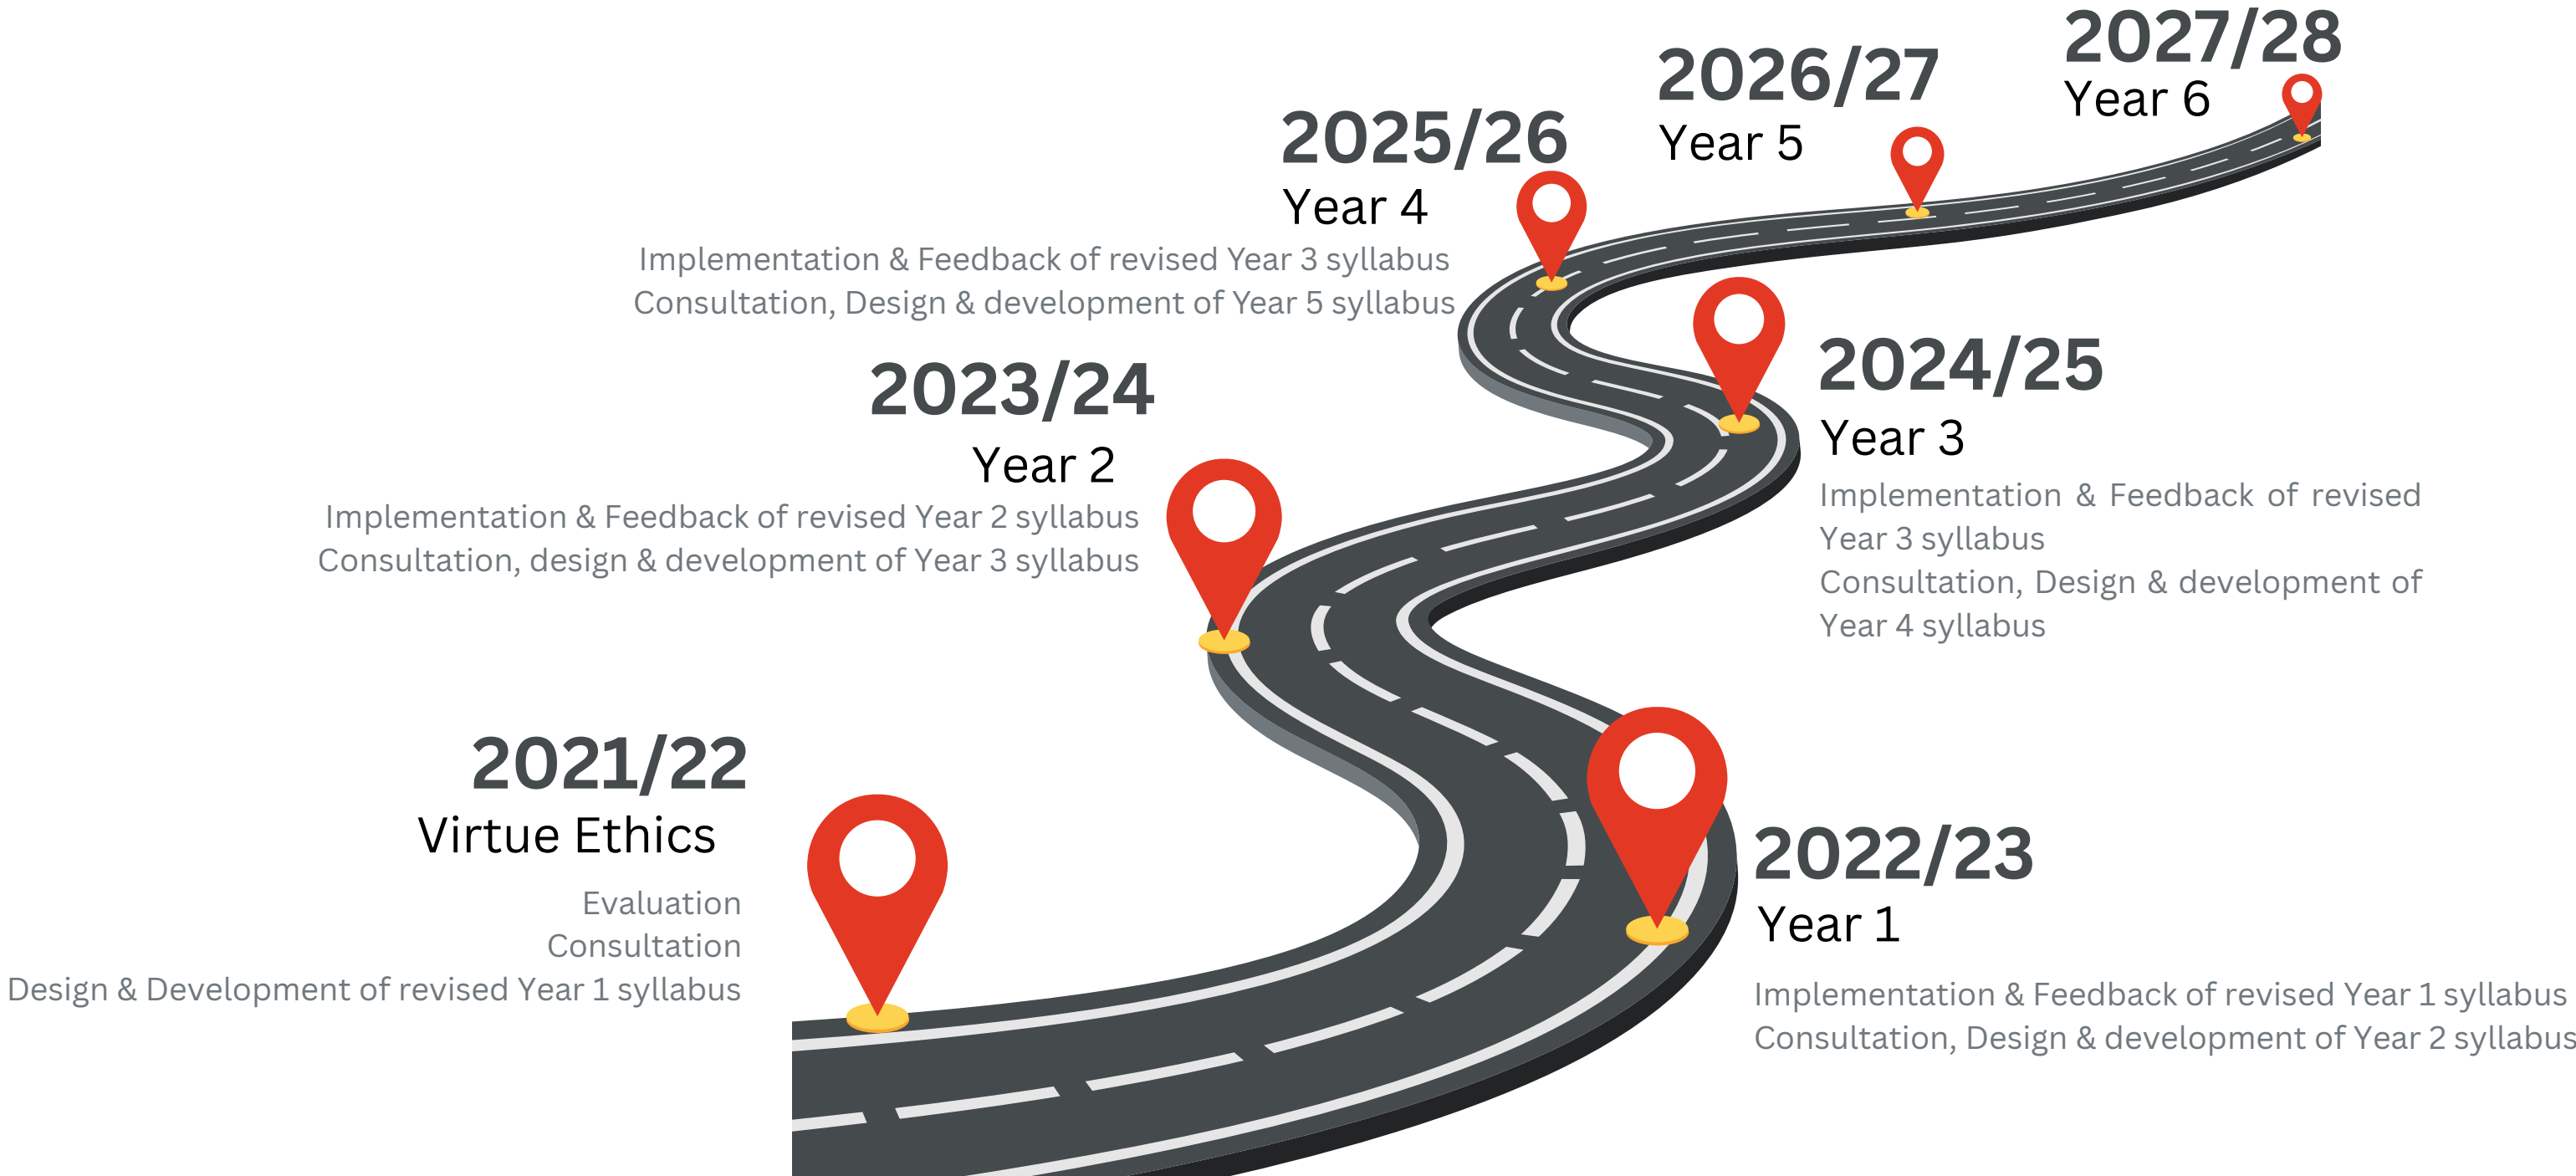 2027/28
Year 6
2026/27
Year 5
2025/26
Year 4
Implementation & Feedback of revised Year 3 syllabus
Consultation, Design & development of Year 5 syllabus
2024/25
Year 3
Implementation & Feedback of revised
Year 3 syllabus
Consultation, Design & development of
Year 4 syllabus
2023/24
Year 2
Implementation & Feedback of revised Year 2 syllabus
Consultation, design & development of Year 3 syllabus
2021/22
Virtue Ethics
Evaluation
Consultation
Design & Development of revised Year 1 syllabus
2022/23
Year 1
Implementation & Feedback of revised Year 1 syllabus
Consultation, Design & development of Year 2 syllabus